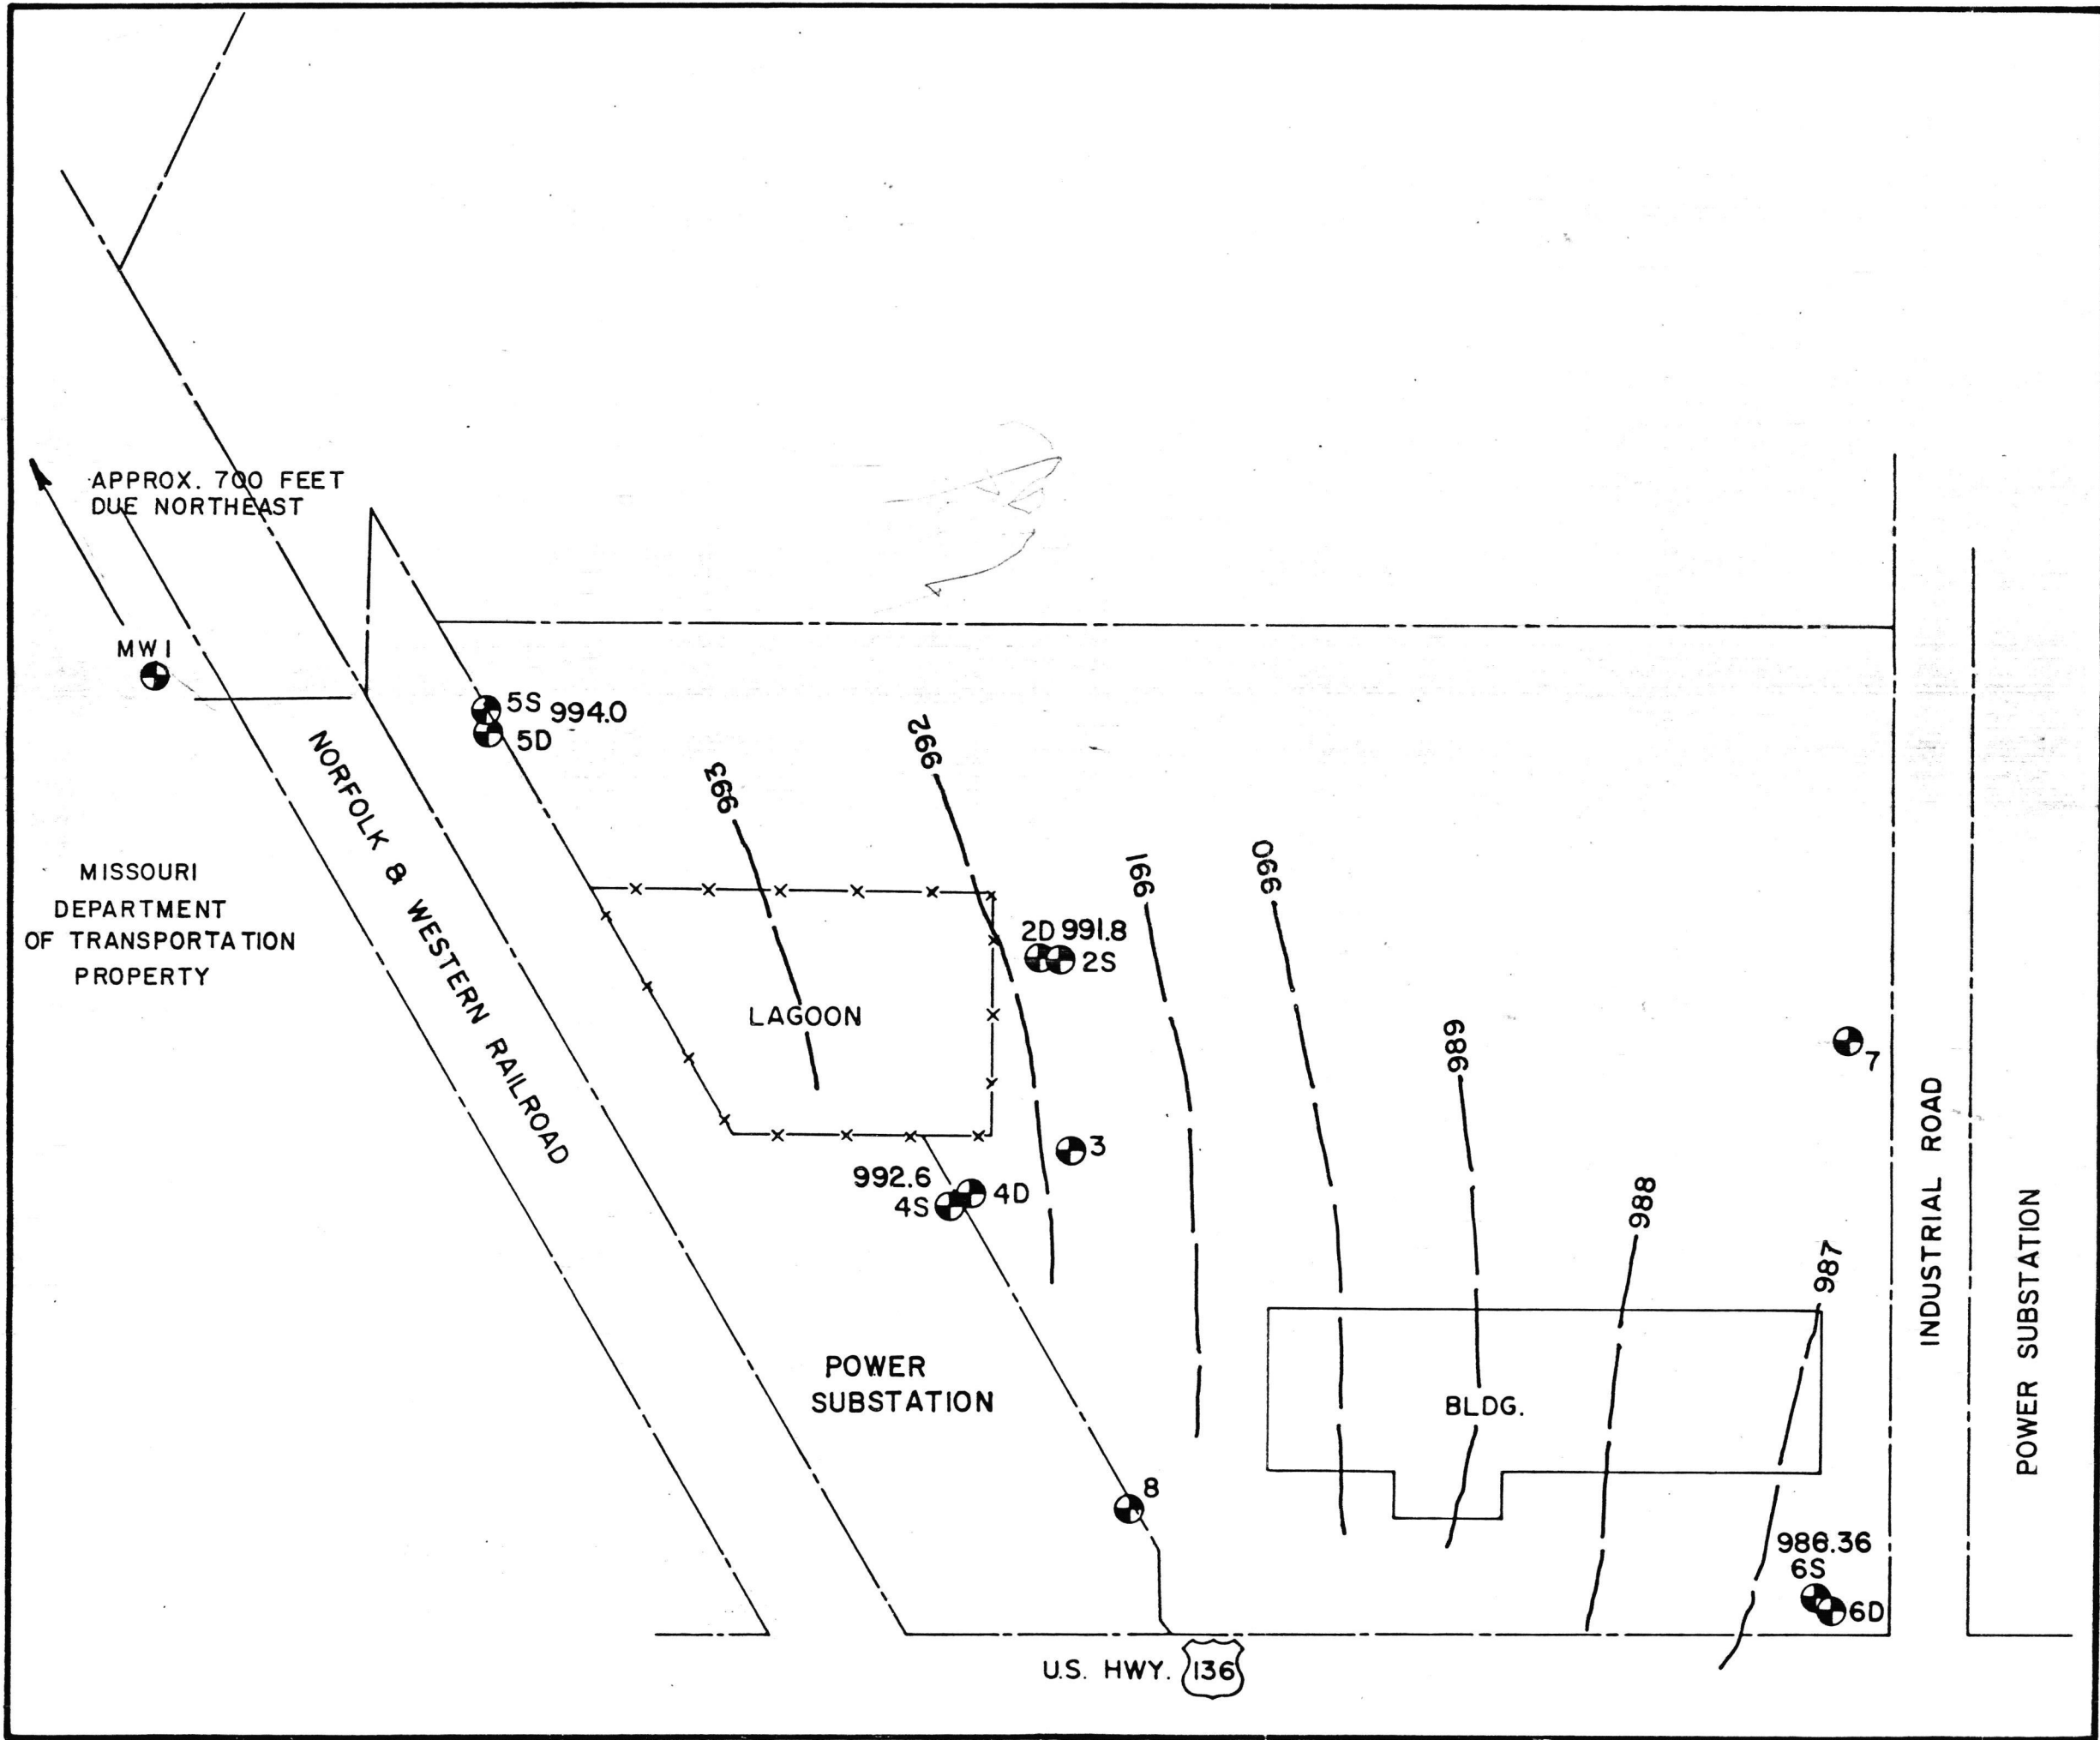 APPROX. 700 FEET
DUE NORTHEAST
MW1
5S 994.0
5D
NORFOLK & WESTERN RAILROAD
MISSOURI
DEPARTMENT
OF TRANSPORTATION
PROPERTY
993
992
991
990
989
988
987
2D 991.8
2S
LAGOON
7
3
992.6
4S
4D
INDUSTRIAL ROAD
POWER SUBSTATION
POWER
SUBSTATION
BLDG.
8
986.36
6S
6D
U.S. HWY. 136